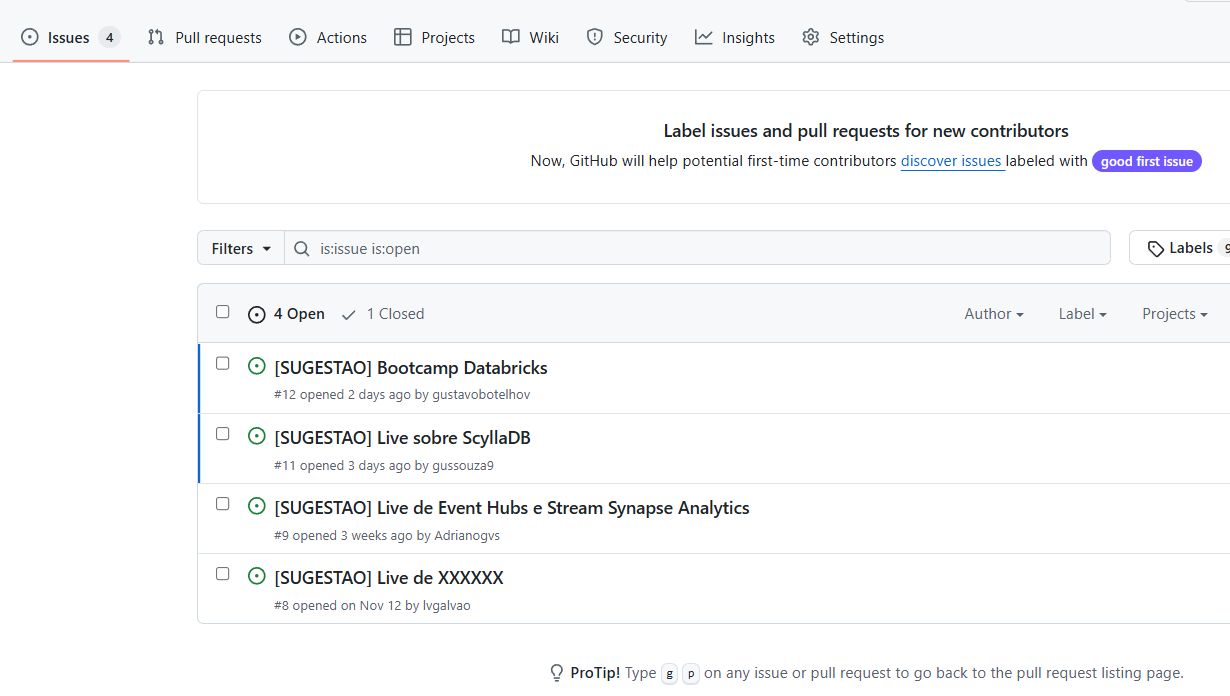 Issues 4 Pull requests Actions Projects Wiki Security Insights Settings
Label issues and pull requests for new contributors
Now, GitHub will help potential first-time contributors discover issues labeled with good first issue
Filters is:issue is:open Labels 9
4 Open 1 Closed Author Label Projects
[SUGESTAO] Bootcamp Databricks
#12 opened 2 days ago by gustavobotelhov
[SUGESTAO] Live sobre ScyllaDB
#11 opened 3 days ago by gussouza9
[SUGESTAO] Live de Event Hubs e Stream Synapse Analytics
#9 opened 3 weeks ago by Adrianogvs
[SUGESTAO] Live de XXXXXX
#8 opened on Nov 12 by lvgalvao
ProTip! Type g p on any issue or pull request to go back to the pull request listing page.